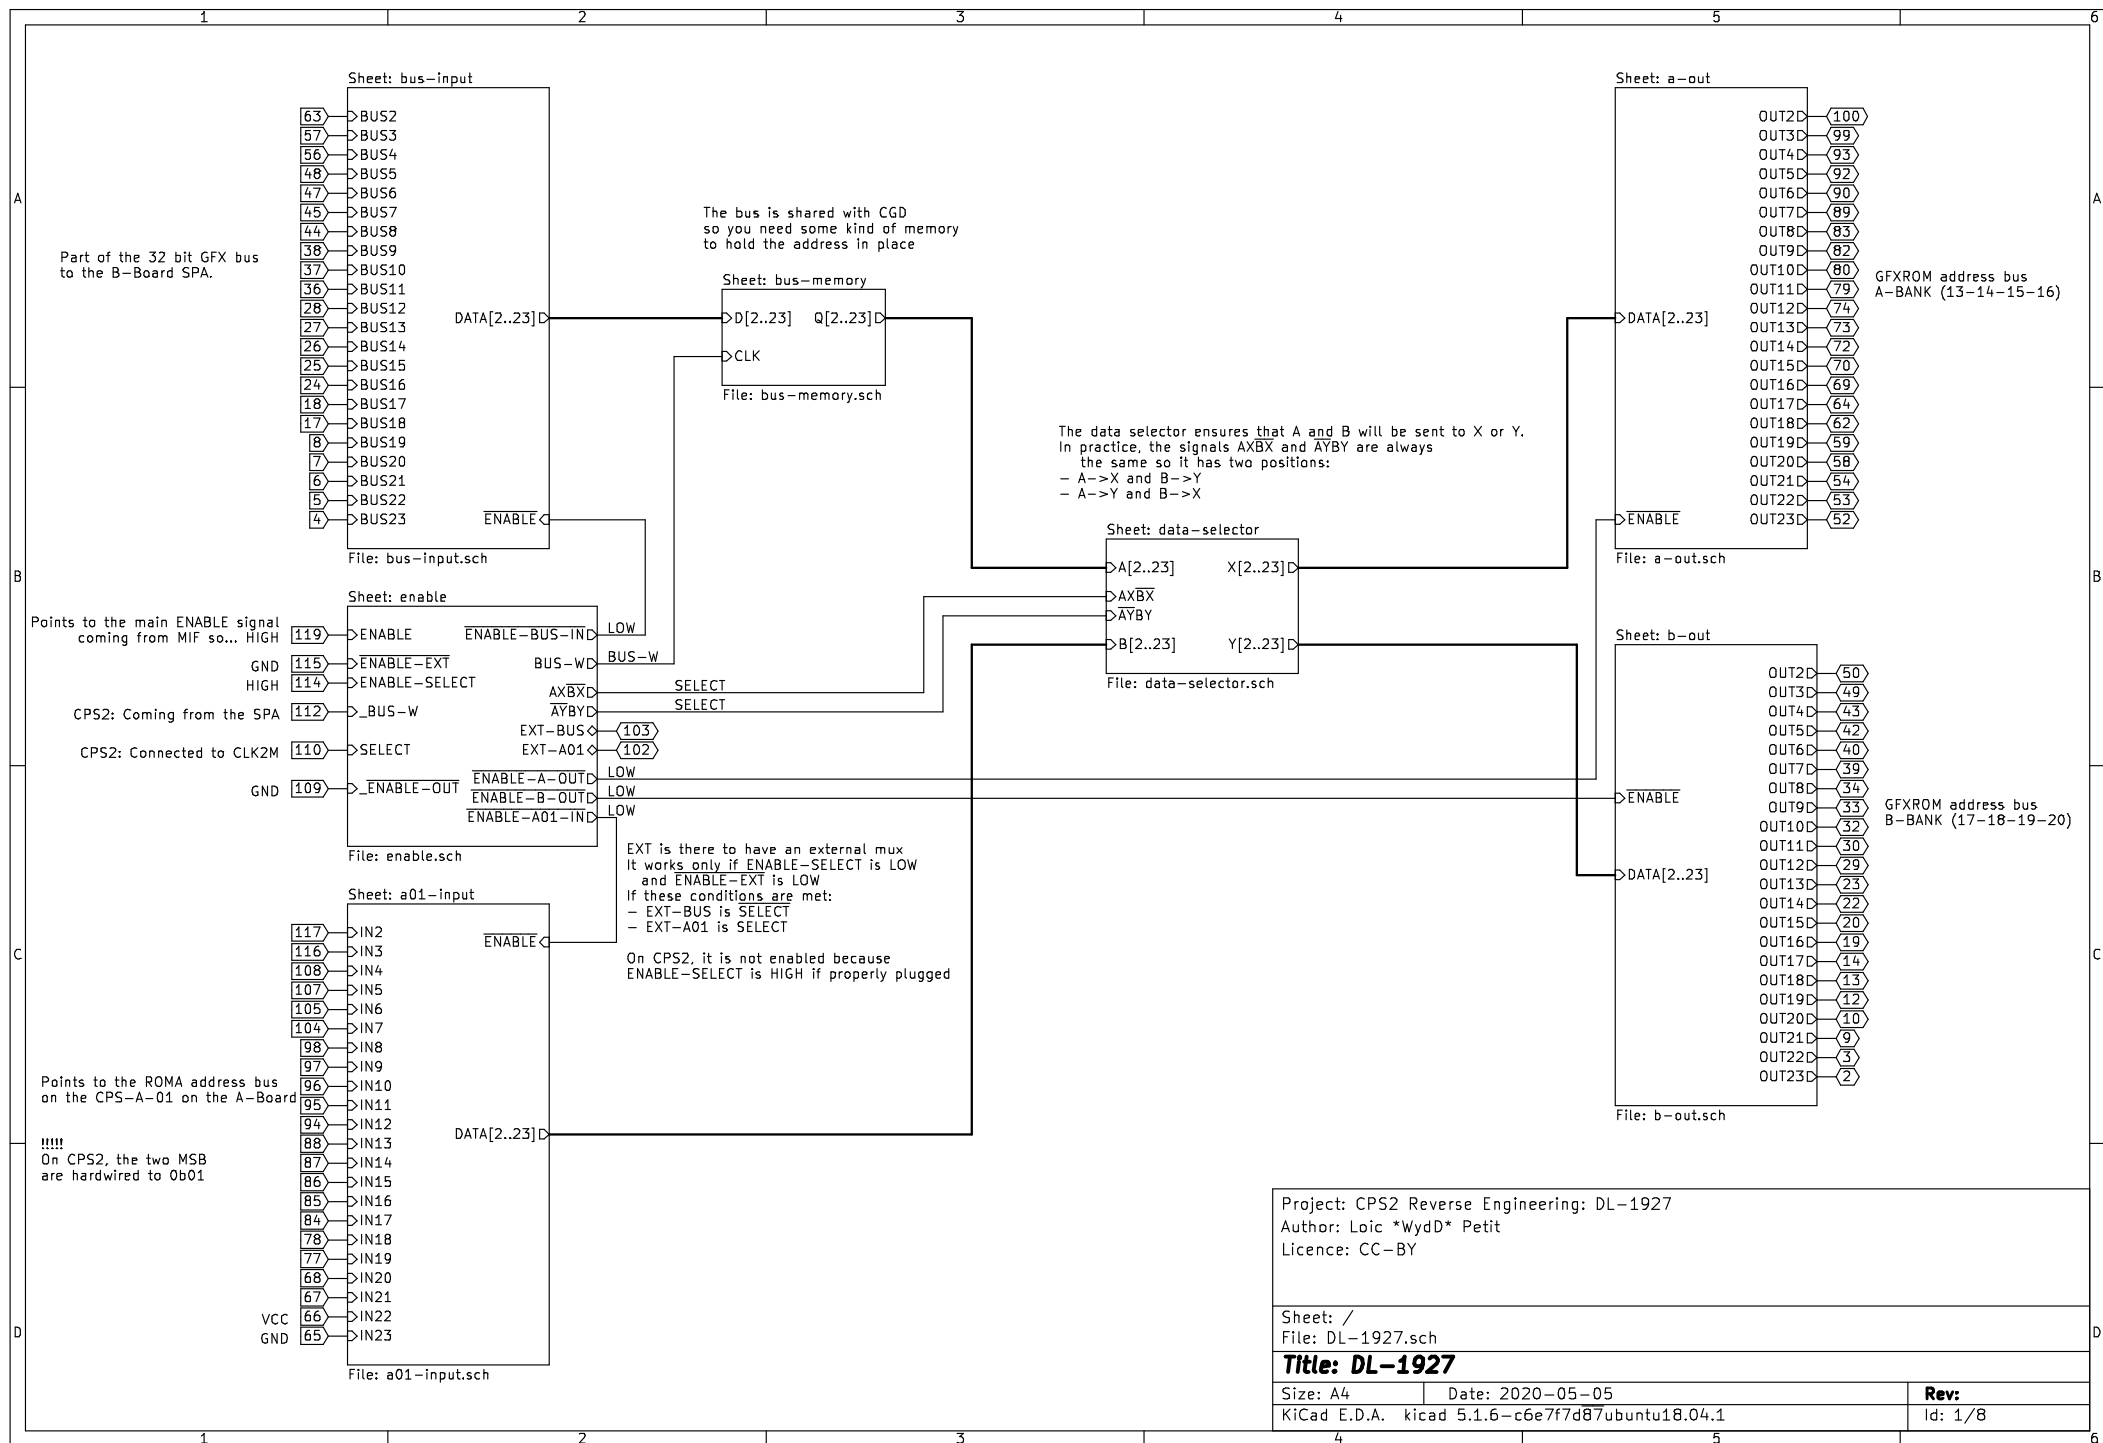 1 2 3 4 5 6
A
B
C
D
Sheet: bus-input
63 BUS2
57 BUS3
56 BUS4
48 BUS5
47 BUS6
45 BUS7
44 BUS8
38 BUS9
37 BUS10
36 BUS11
28 BUS12
27 BUS13
26 BUS14
25 BUS15
24 BUS16
18 BUS17
17 BUS18
8 BUS19
7 BUS20
6 BUS21
5 BUS22
4 BUS23
DATA[2..23]
ENABLE
File: bus-input.sch
Part of the 32 bit GFX bus
to the B-Board SPA.
The bus is shared with CGD
so you need some kind of memory
to hold the address in place
Sheet: bus-memory
D[2..23] Q[2..23]
CLK
File: bus-memory.sch
The data selector ensures that A and B will be sent to X or Y.
In practice, the signals AXBX and AYBY are always
the same so it has two positions:
- A->X and B->Y
- A->Y and B->X
Sheet: data-selector
A[2..23] X[2..23]
AXBX
AYBY
B[2..23] Y[2..23]
File: data-selector.sch
Sheet: a-out
OUT2 100
OUT3 99
OUT4 93
OUT5 92
OUT6 90
OUT7 89
OUT8 83
OUT9 82
OUT10 80
OUT11 79
OUT12 74
OUT13 73
OUT14 72
OUT15 70
OUT16 69
OUT17 64
OUT18 62
OUT19 59
OUT20 58
OUT21 54
OUT22 53
OUT23 52
DATA[2..23]
ENABLE
File: a-out.sch
GFXROM address bus
A-BANK (13-14-15-16)
Sheet: enable
Points to the main ENABLE signal
coming from MIF so... HIGH 119 ENABLE
GND 115 ENABLE-EXT
HIGH 114 ENABLE-SELECT
CPS2: Coming from the SPA 112 _BUS-W
CPS2: Connected to CLK2M 110 SELECT
GND 109 _ENABLE-OUT
ENABLE-BUS-IN LOW
BUS-W BUS-W
AXBX SELECT
AYBY SELECT
EXT-BUS 103
EXT-A01 102
ENABLE-A-OUT LOW
ENABLE-B-OUT LOW
ENABLE-A01-IN LOW
File: enable.sch
EXT is there to have an external mux
It works only if ENABLE-SELECT is LOW
and ENABLE-EXT is LOW
If these conditions are met:
- EXT-BUS is SELECT
- EXT-A01 is SELECT
On CPS2, it is not enabled because
ENABLE-SELECT is HIGH if properly plugged
Sheet: b-out
OUT2 50
OUT3 49
OUT4 43
OUT5 42
OUT6 40
OUT7 39
OUT8 34
OUT9 33
OUT10 32
OUT11 30
OUT12 29
OUT13 23
OUT14 22
OUT15 20
OUT16 19
OUT17 14
OUT18 13
OUT19 12
OUT20 10
OUT21 9
OUT22 3
OUT23 2
ENABLE
DATA[2..23]
File: b-out.sch
GFXROM address bus
B-BANK (17-18-19-20)
Sheet: a01-input
117 IN2
116 IN3
108 IN4
107 IN5
105 IN6
104 IN7
98 IN8
97 IN9
96 IN10
95 IN11
94 IN12
88 IN13
87 IN14
86 IN15
85 IN16
84 IN17
78 IN18
77 IN19
68 IN20
67 IN21
VCC 66 IN22
GND 65 IN23
ENABLE
DATA[2..23]
File: a01-input.sch
Points to the ROMA address bus
on the CPS-A-01 on the A-Board
!!!!!
On CPS2, the two MSB
are hardwired to 0b01
Project: CPS2 Reverse Engineering: DL-1927
Author: Loic *WydD* Petit
Licence: CC-BY
Sheet: /
File: DL-1927.sch
Title: DL-1927
Size: A4 Date: 2020-05-05 Rev:
KiCad E.D.A. kicad 5.1.6-c6e7f7d87ubuntu18.04.1 Id: 1/8
A
B
C
D
1 2 3 4 5 6